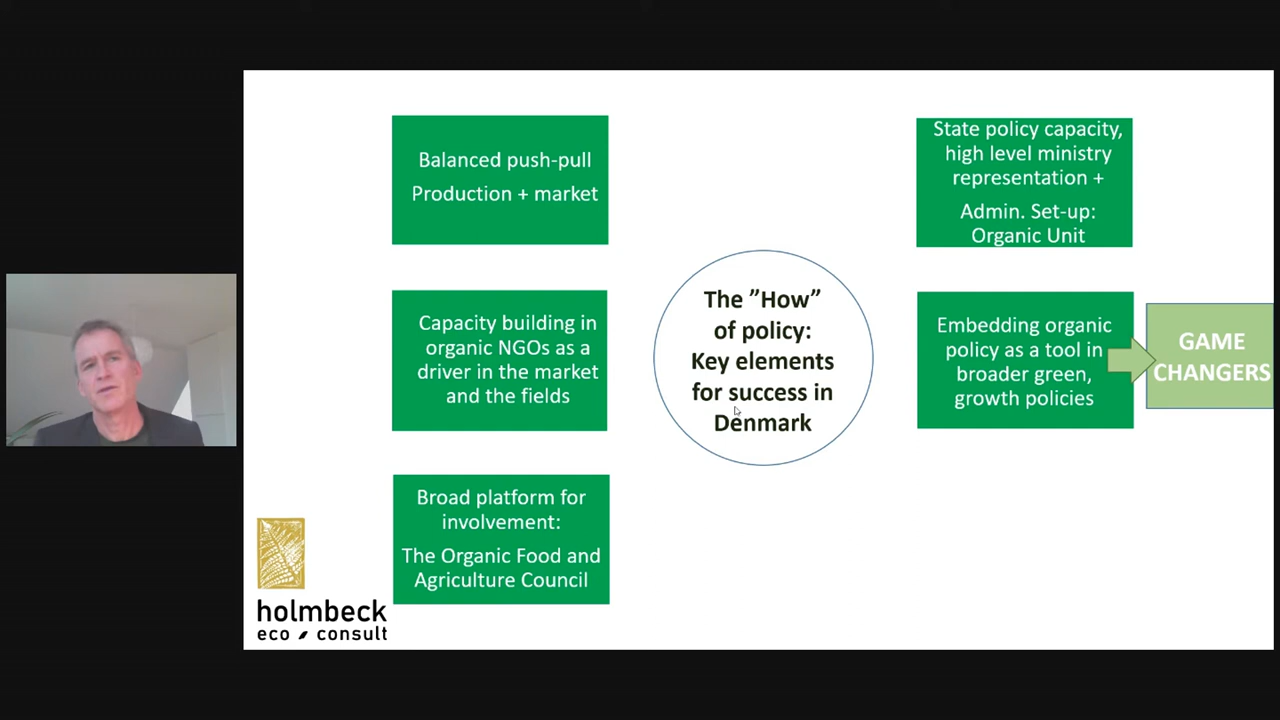 Balanced push-pull
Production + market
Capacity building in
organic NGOs as a
driver in the market
and the fields
Broad platform for
involvement:
The Organic Food and
Agriculture Council
The ”How”
of policy:
Key elements
for success in
Denmark
State policy capacity,
high level ministry
representation +
Admin. Set-up:
Organic Unit
Embedding organic
policy as a tool in
broader green,
growth policies
GAME
CHANGERS
holmbeck
eco consult